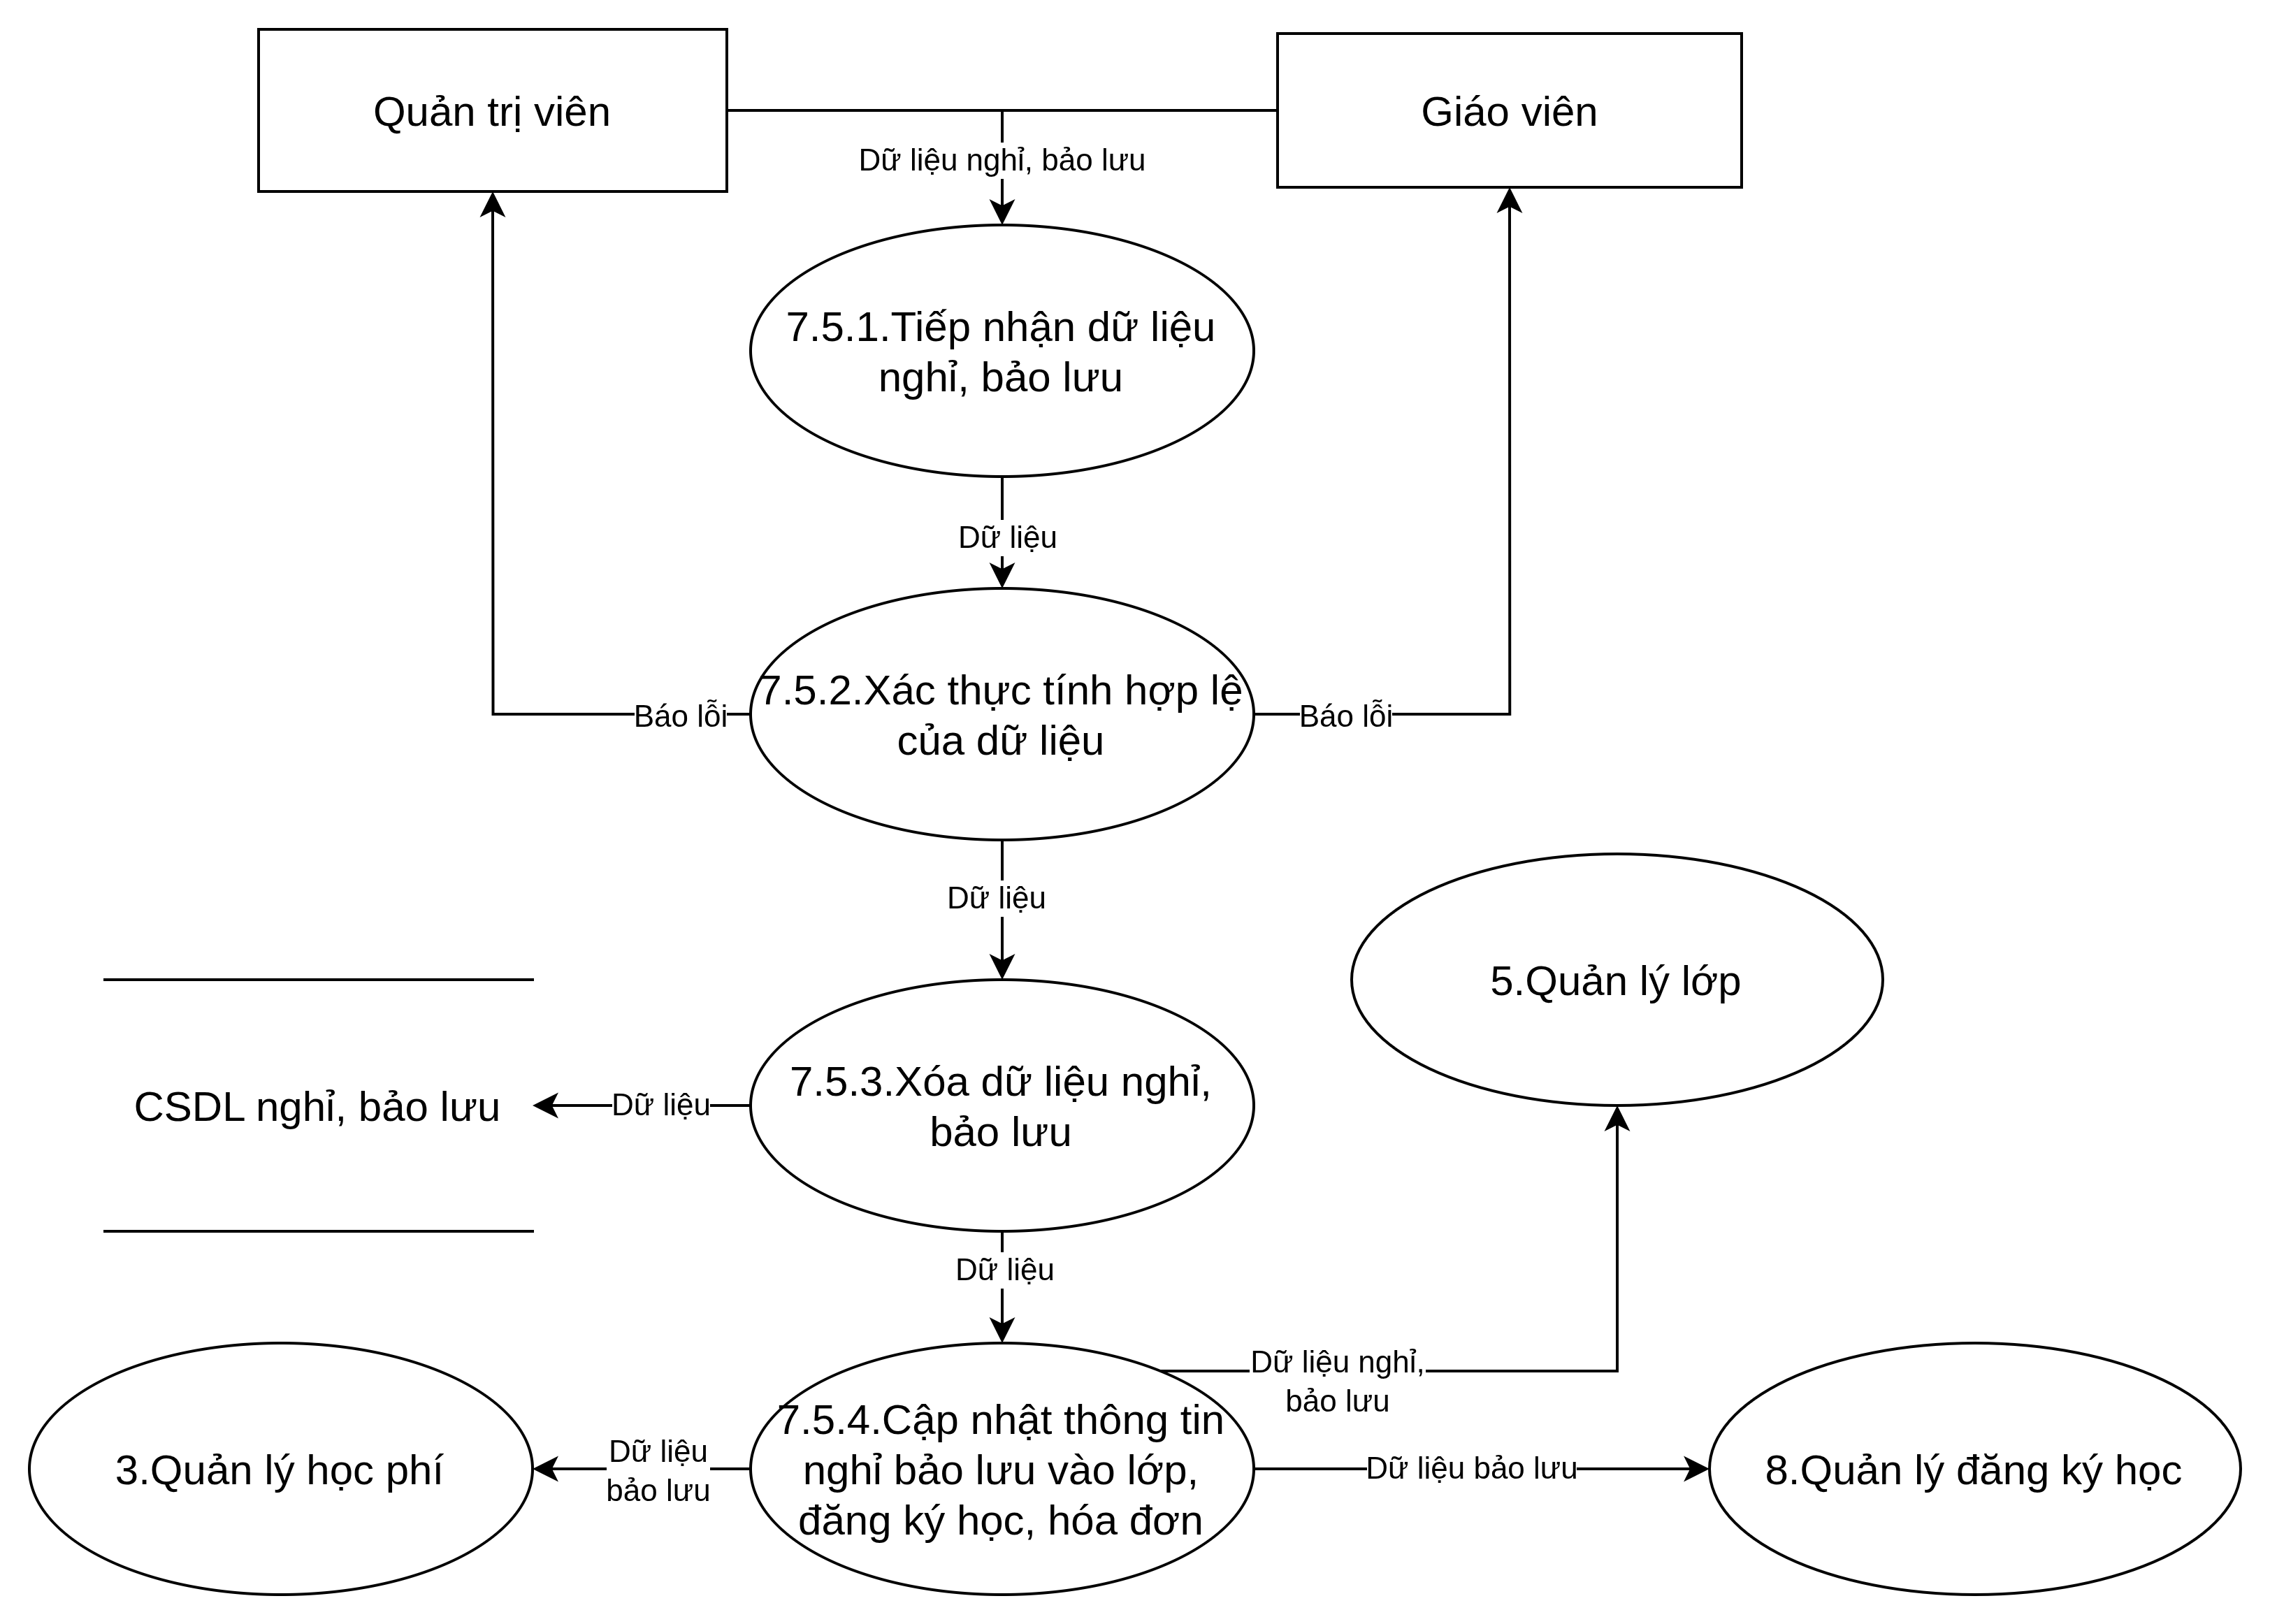 Quản trị viên
Giáo viên
Dữ liệu nghỉ, bảo lưu
7.5.1.Tiếp nhận dữ liệu
nghỉ, bảo lưu
Dữ liệu
7.5.2.Xác thực tính hợp lệ
của dữ liệu
Báo lỗi
Báo lỗi
Dữ liệu
5.Quản lý lớp
CSDL nghỉ, bảo lưu
Dữ liệu
7.5.3.Xóa dữ liệu nghỉ,
bảo lưu
Dữ liệu
Dữ liệu nghỉ,
bảo lưu
3.Quản lý học phí
Dữ liệu
bảo lưu
7.5.4.Cập nhật thông tin
nghỉ bảo lưu vào lớp,
đăng ký học, hóa đơn
Dữ liệu bảo lưu
8.Quản lý đăng ký học